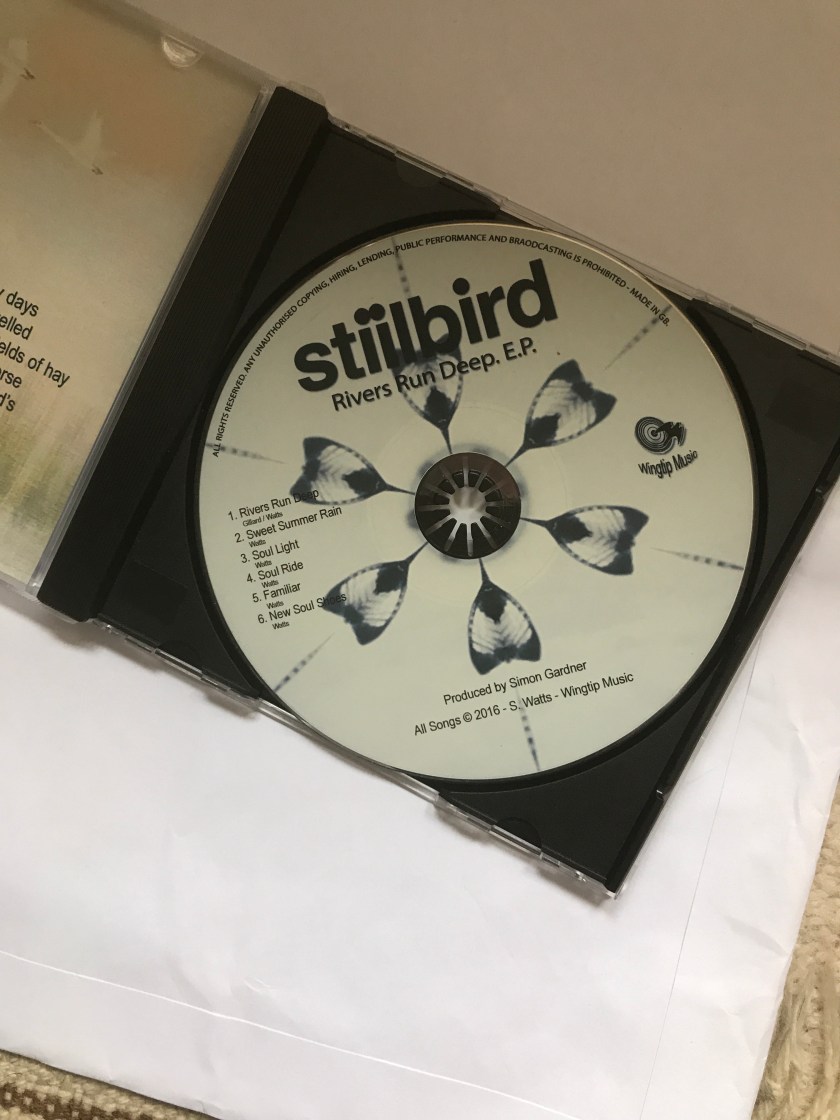 y days
elled
elds of hay
rse
d's
ALL RIGHTS RESERVED. ANY UNAUTHORISED COPYING, HIRING, LENDING, PUBLIC PERFORMANCE AND BRAODCASTING IS PROHIBITED - MADE IN GB.
stïilbird
Rivers Run Deep. E.P.
Wingtip Music
1. Rivers Run Deep
Gillard / Watts
2. Sweet Summer Rain
Watts
3. Soul Light
Watts
4. Soul Ride
Watts
5. Familiar
Watts
6. New Soul Shoes
Watts
Produced by Simon Gardner
All Songs © 2016 - S. Watts - Wingtip Music